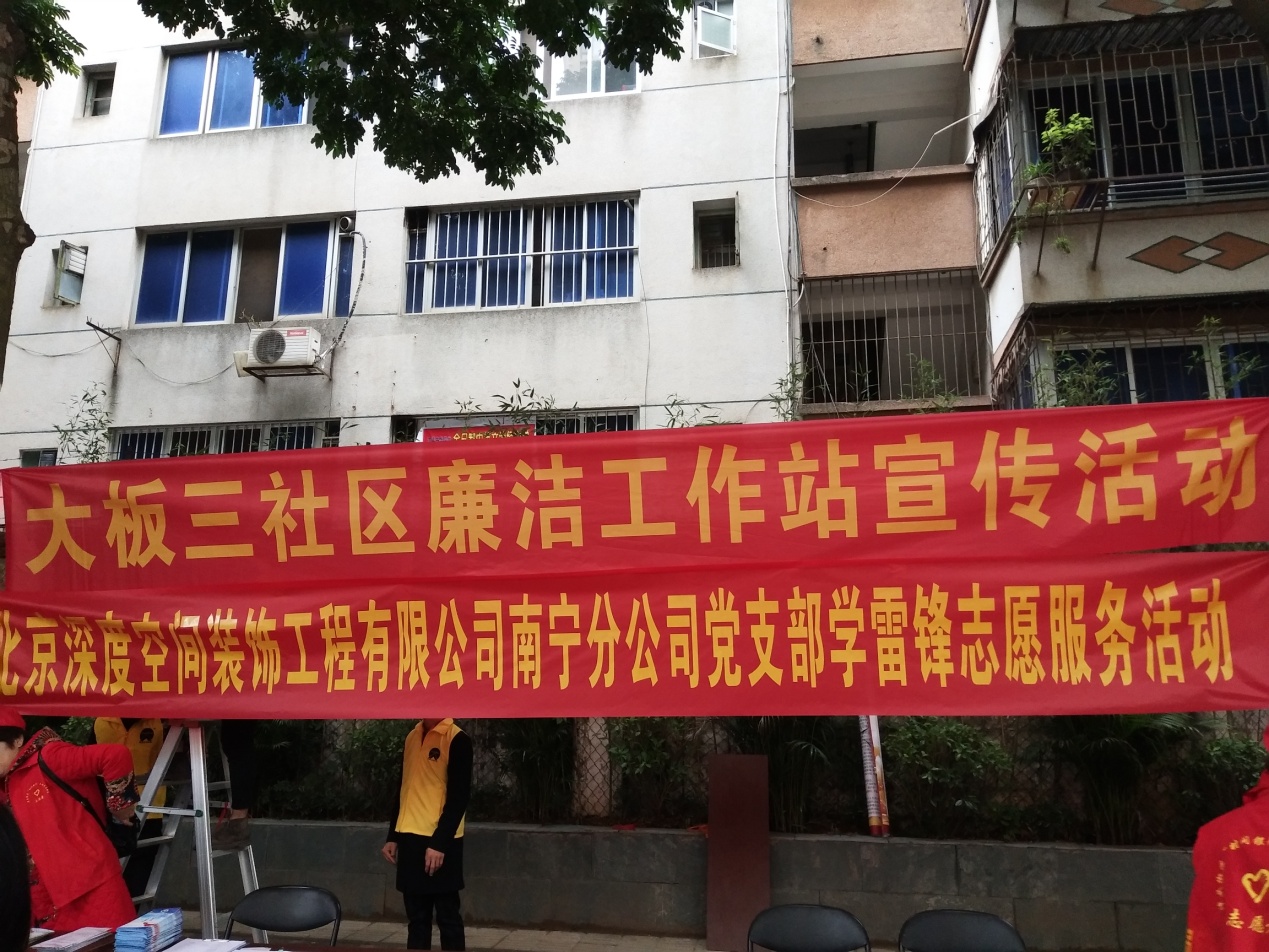 大板三社区廉洁工作站宣传活动
北京深度空间装饰工程有限公司南宁分公司党支部学雷锋志愿服务活动
志愿